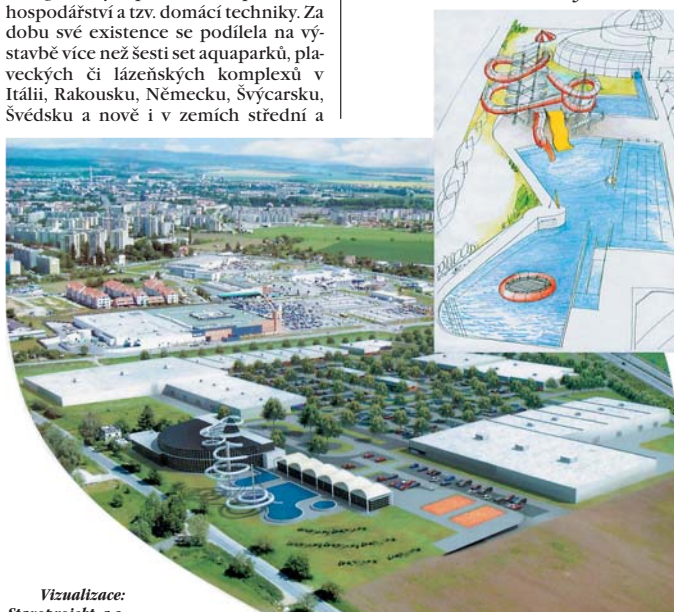 hospodářství a tzv. domácí techniky. Za
dobu své existence se podílela na vý-
stavbě více než šesti set aquaparků, pla-
veckých či lázeňských komplexů v
Itálii, Rakousku, Německu, Švýcarsku,
Švédsku a nově i v zemích střední a
Vizualizace: